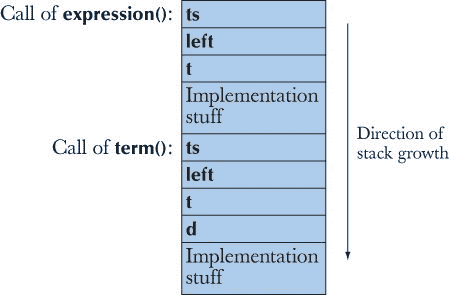 Call of expression(): ts
left
t
Implementation
stuff
Call of term(): ts
left
t
d
Implementation
stuff
Direction of
stack growth